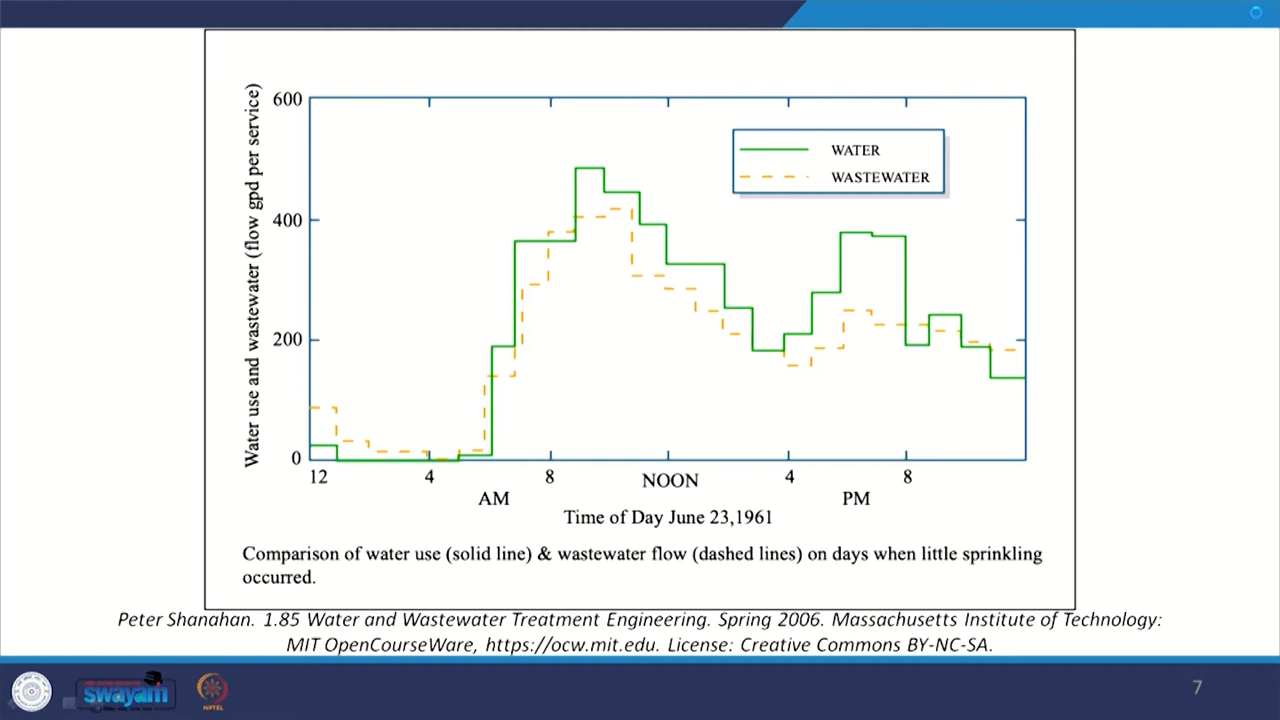 600
400
200
0
Water use and wastewater (flow gpd per service)
WATER
WASTEWATER
12 4 8 NOON 4 8
AM PM
Time of Day June 23,1961
Comparison of water use (solid line) & wastewater flow (dashed lines) on days when little sprinkling
occurred.
Peter Shanahan. 1.85 Water and Wastewater Treatment Engineering. Spring 2006. Massachusetts Institute of Technology:
MIT OpenCourseWare, https://ocw.mit.edu. License: Creative Commons BY-NC-SA.
swayam
NPTEL
7